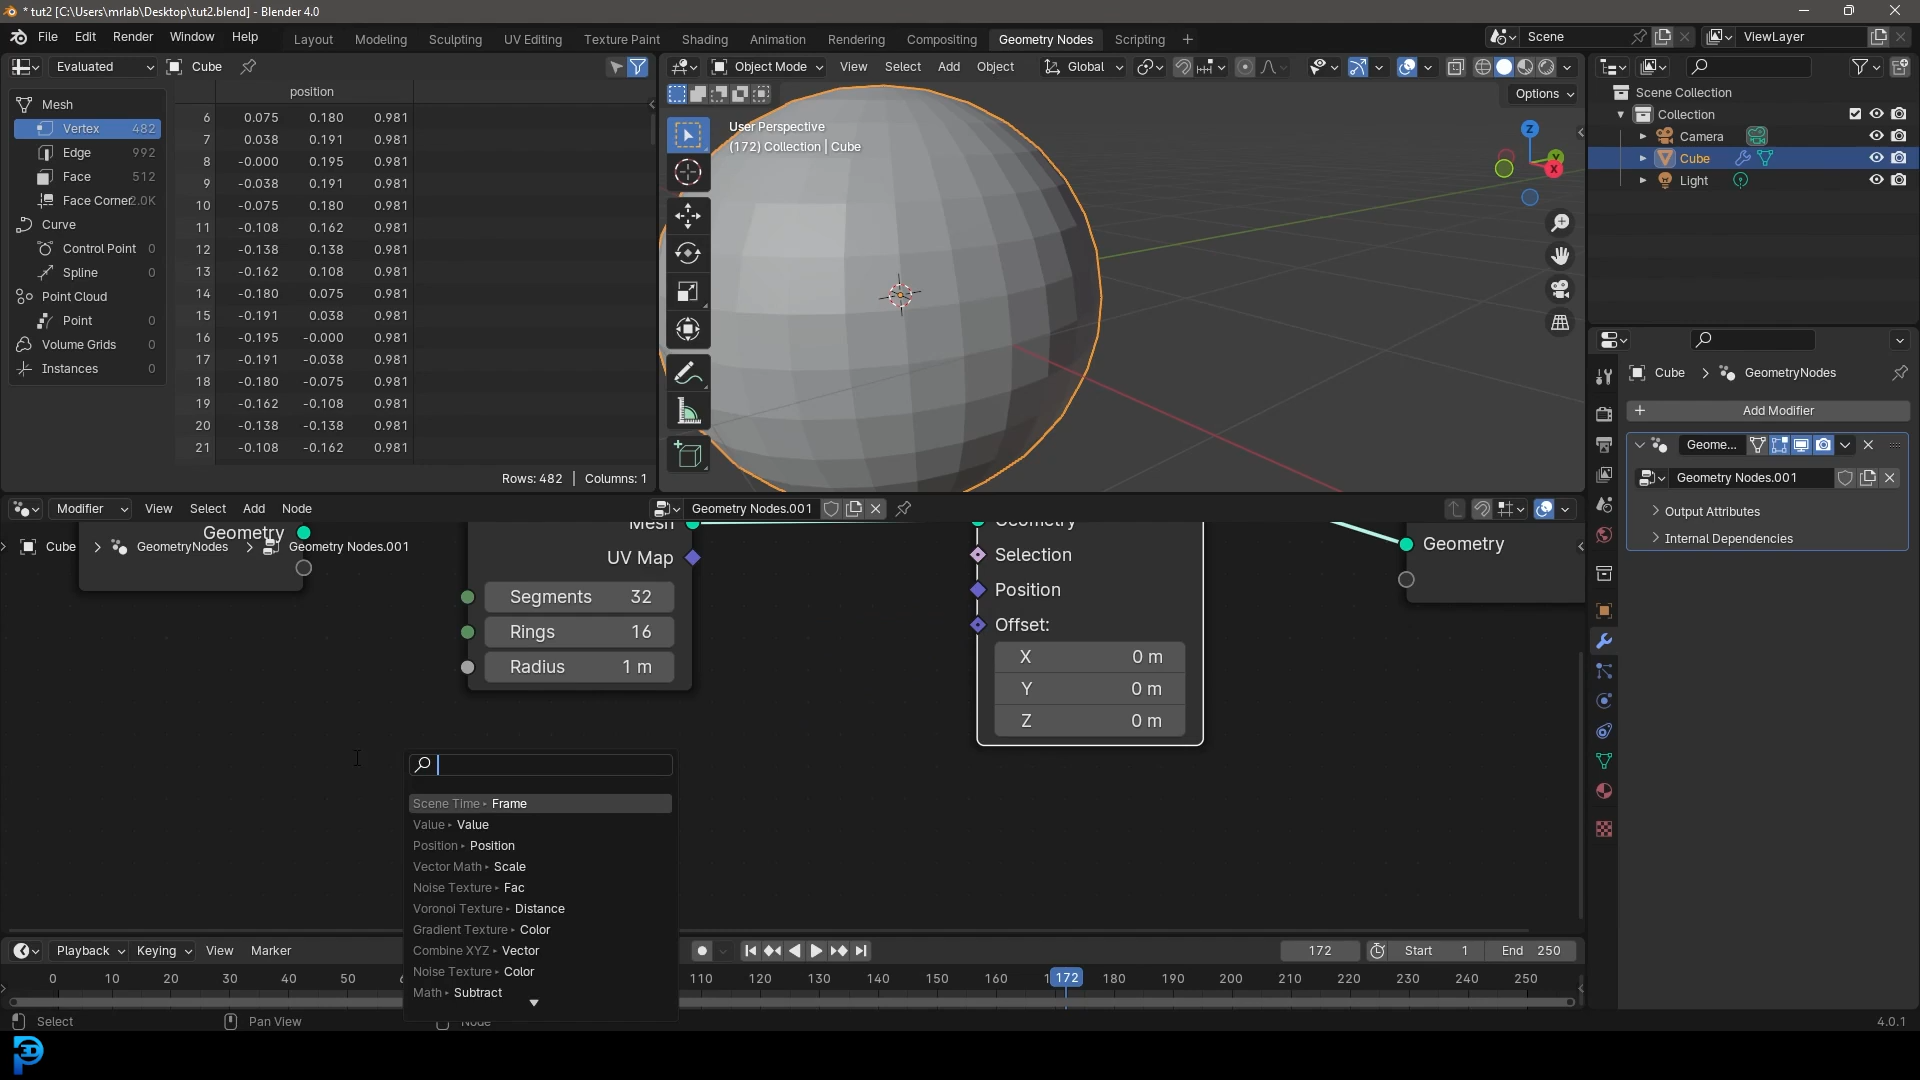 * tut2 [C:\Users\mrlab\Desktop\tut2.blend] - Blender 4.0
File Edit Render Window Help Layout Modeling Sculpting UV Editing Texture Paint Shading Animation Rendering Compositing Geometry Nodes Scripting + Scene ViewLayer
Evaluated Cube
Object Mode View Select Add Object Global
Options
position
Mesh
Vertex 482
Edge 992
Face 512
Face Corner 2.0K
Curve
Control Point 0
Spline 0
Point Cloud
Point 0
Volume Grids 0
Instances 0
6 0.075 0.180 0.981
7 0.038 0.191 0.981
8 -0.000 0.195 0.981
9 -0.038 0.191 0.981
10 -0.075 0.180 0.981
11 -0.108 0.162 0.981
12 -0.138 0.138 0.981
13 -0.162 0.108 0.981
14 -0.180 0.075 0.981
15 -0.191 0.038 0.981
16 -0.195 -0.000 0.981
17 -0.191 -0.038 0.981
18 -0.180 -0.075 0.981
19 -0.162 -0.108 0.981
20 -0.138 -0.138 0.981
21 -0.108 -0.162 0.981
Rows: 482 | Columns: 1
User Perspective
(172) Collection | Cube
Z
Y
X
Scene Collection
Collection
Camera
Cube
Light
Cube > GeometryNodes
+ Add Modifier
Geome...
Geometry Nodes.001
Output Attributes
Internal Dependencies
Modifier View Select Add Node Geometry Nodes.001
Cube > GeometryNodes > Geometry Nodes.001
Geometry
Mesh
UV Map
Segments 32
Rings 16
Radius 1 m
Geometry
Selection
Position
Offset:
X 0 m
Y 0 m
Z 0 m
Geometry
Scene Time Frame
Value Value
Position Position
Vector Math Scale
Noise Texture Fac
Voronoi Texture Distance
Gradient Texture Color
Combine XYZ Vector
Noise Texture Color
Math Subtract
Playback Keying View Marker 172 Start 1 End 250
0 10 20 30 40 50 110 120 130 140 150 160 172 180 190 200 210 220 230 240 250
Select Pan View Node 4.0.1